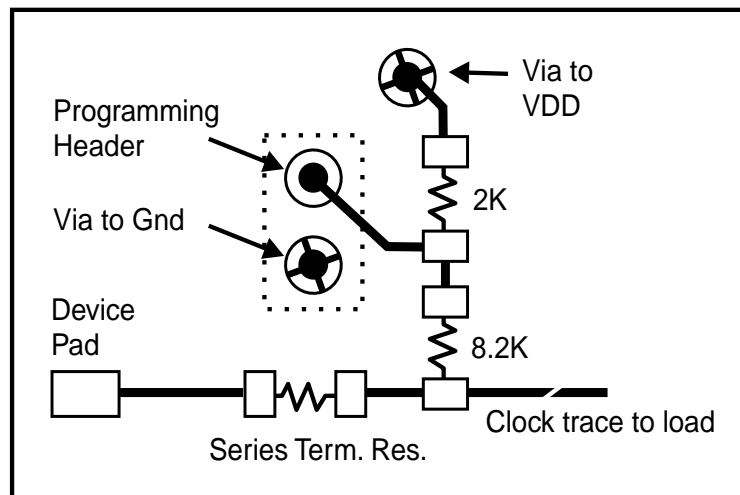 Via to
VDD
Programming
Header
2K
Via to Gnd
Device
Pad
8.2K
Clock trace to load
Series Term. Res.